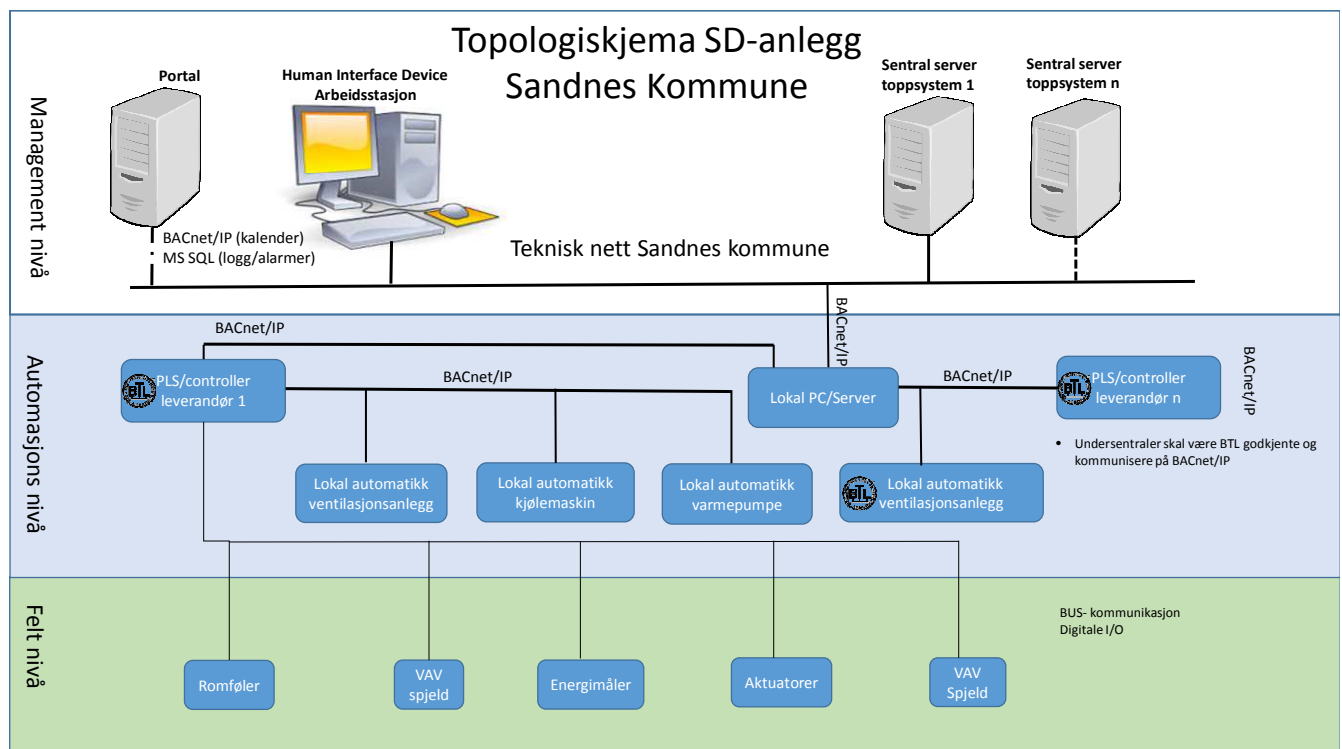 Topologiskjema SD-anlegg
Sandnes Kommune
Management nivå
Portal
Human Interface Device
Arbeidsstasjon
Sentral server
toppsystem 1
Sentral server
toppsystem n
BACnet/IP (kalender)
MS SQL (logg/alarmer)
Teknisk nett Sandnes kommune
BACnet/IP
Automasjons nivå
BACnet/IP
BTL
PLS/controller
leverandør 1
BACnet/IP
Lokal PC/Server
BACnet/IP
BTL
PLS/controller
leverandør n
BACnet/IP
• Undersentraler skal være BTL godkjente og
kommunisere på BACnet/IP
Lokal automatikk
ventilasjonsanlegg
Lokal automatikk
kjølemaskin
Lokal automatikk
varmepumpe
BTL
Lokal automatikk
ventilasjonsanlegg
Felt nivå
BUS- kommunikasjon
Digitale I/O
Romføler
VAV
spjeld
Energimåler
Aktuatorer
VAV
Spjeld